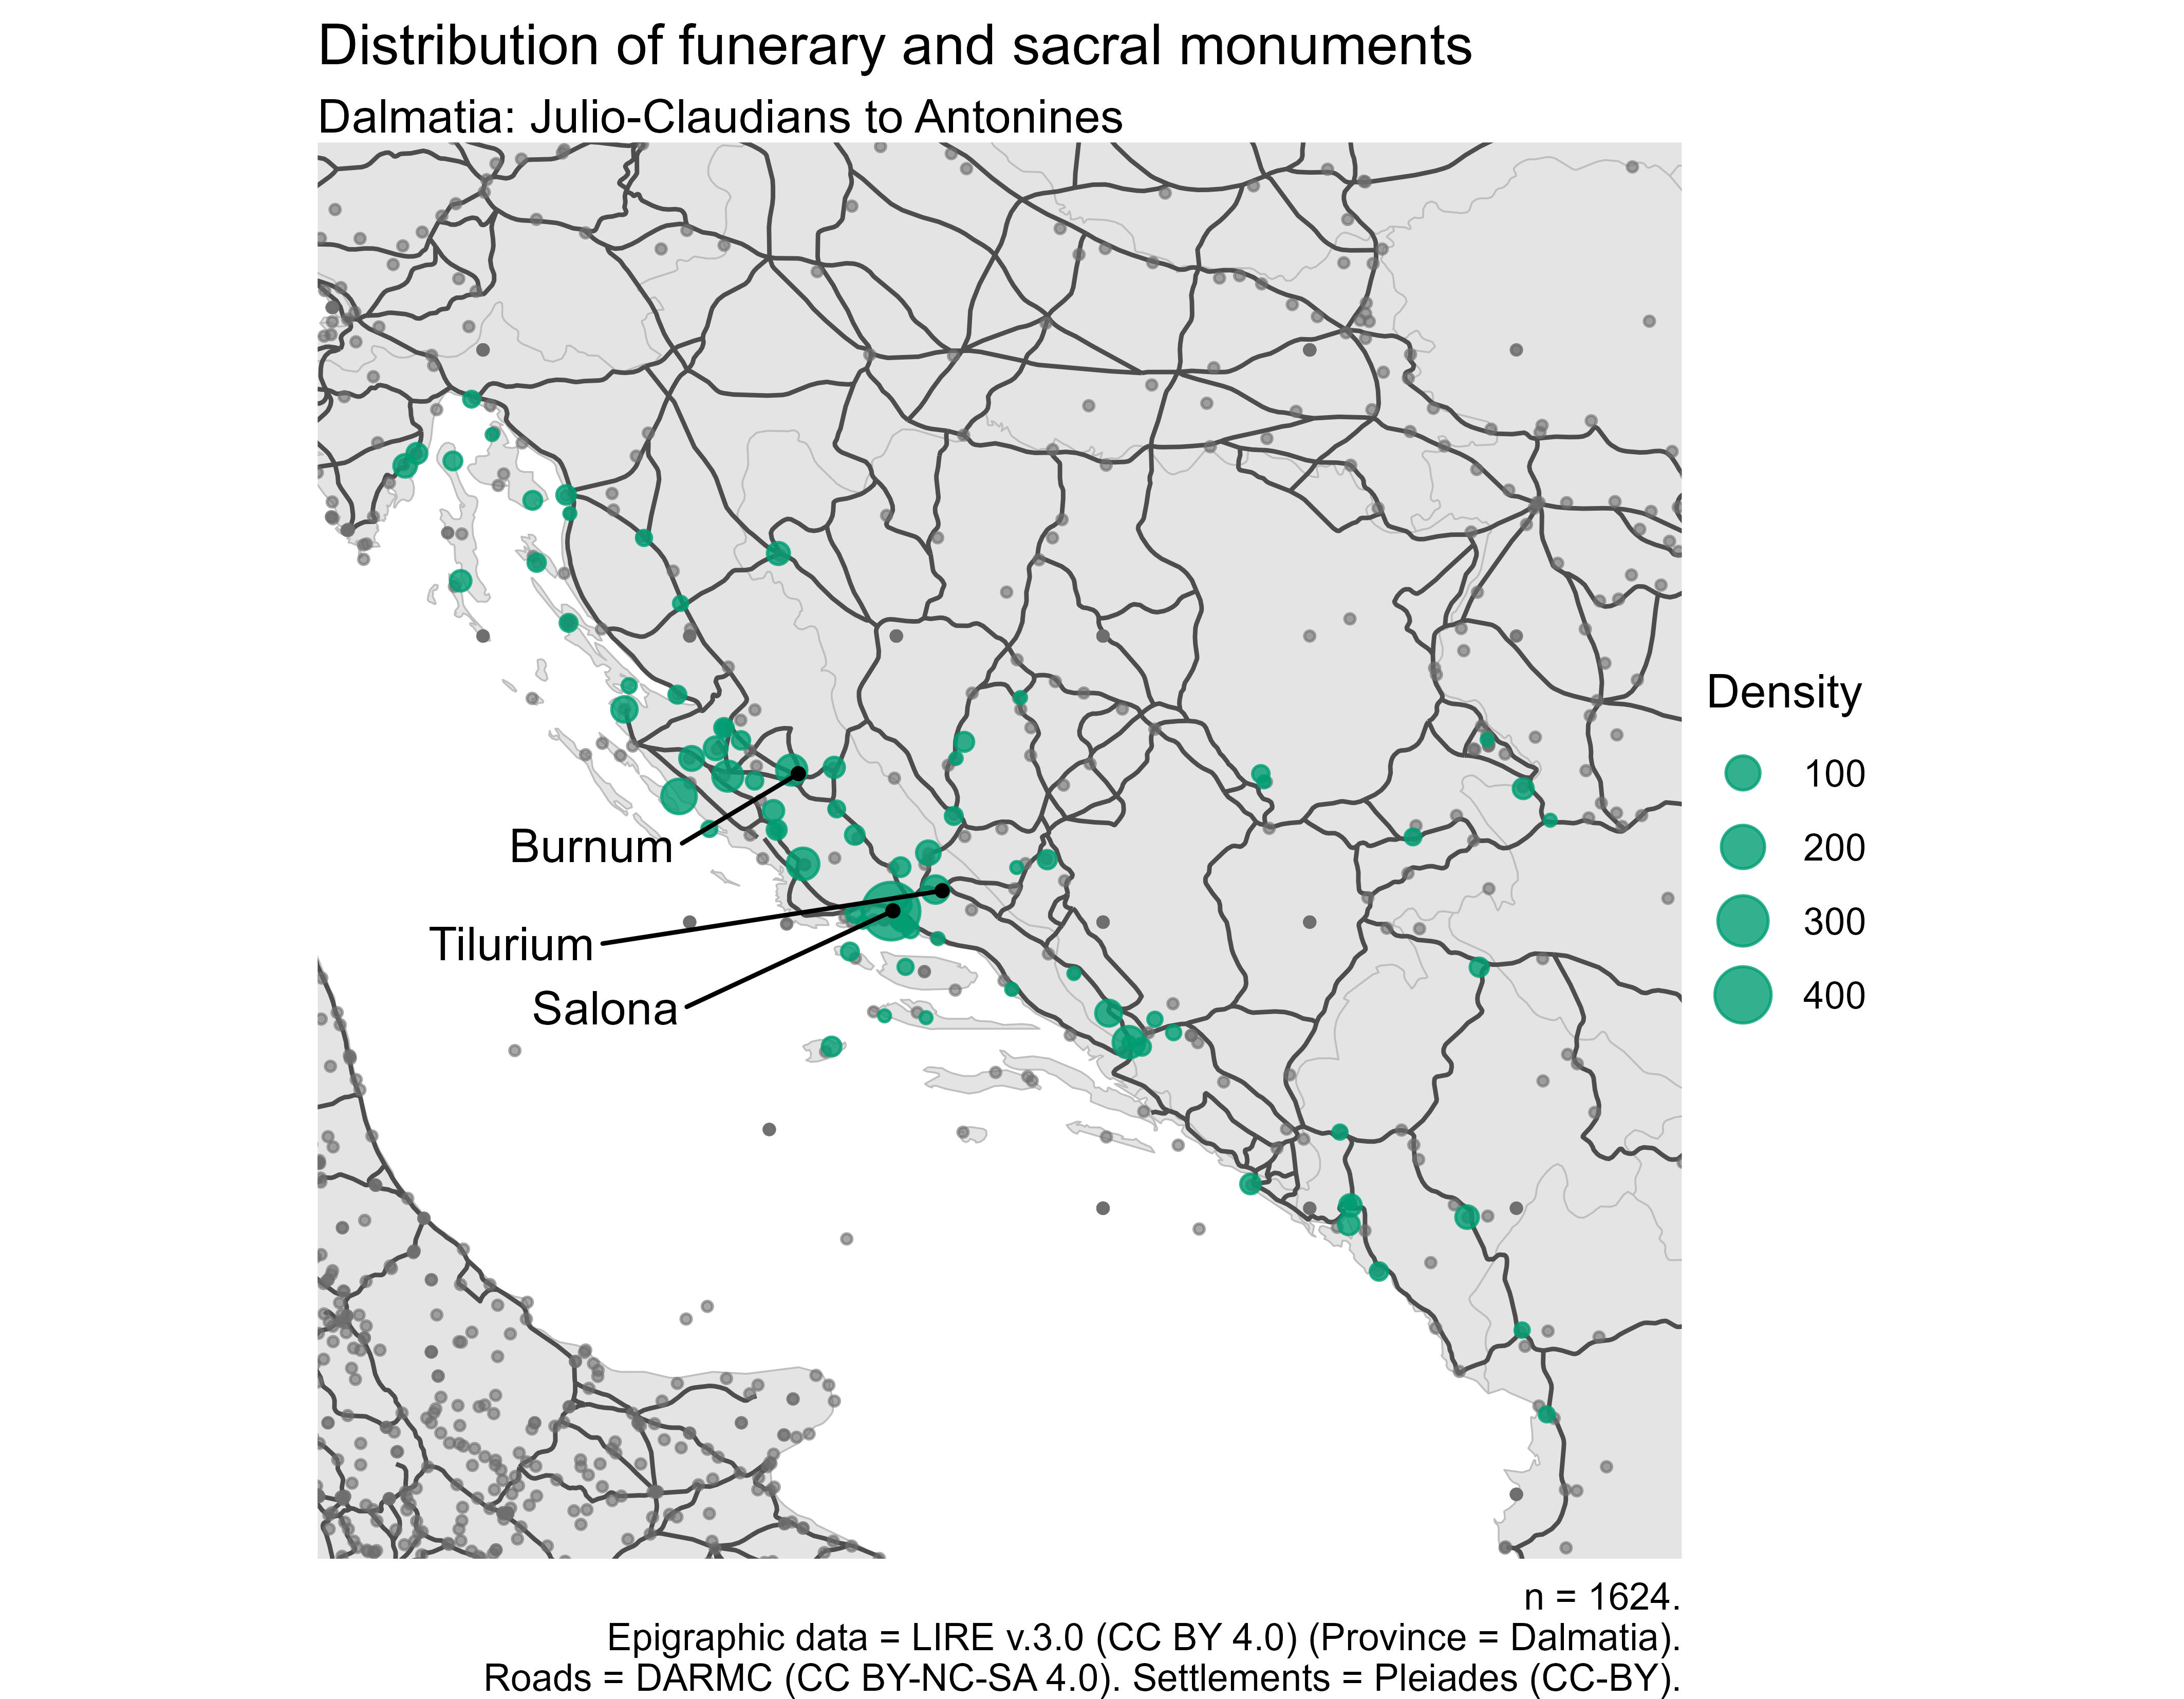 Distribution of funerary and sacral monuments
Dalmatia: Julio-Claudians to Antonines
Density
100
200
300
400
Burnum
Tilurium
Salona
n = 1624.
Epigraphic data = LIRE v.3.0 (CC BY 4.0) (Province = Dalmatia).
Roads = DARMC (CC BY-NC-SA 4.0). Settlements = Pleiades (CC-BY).